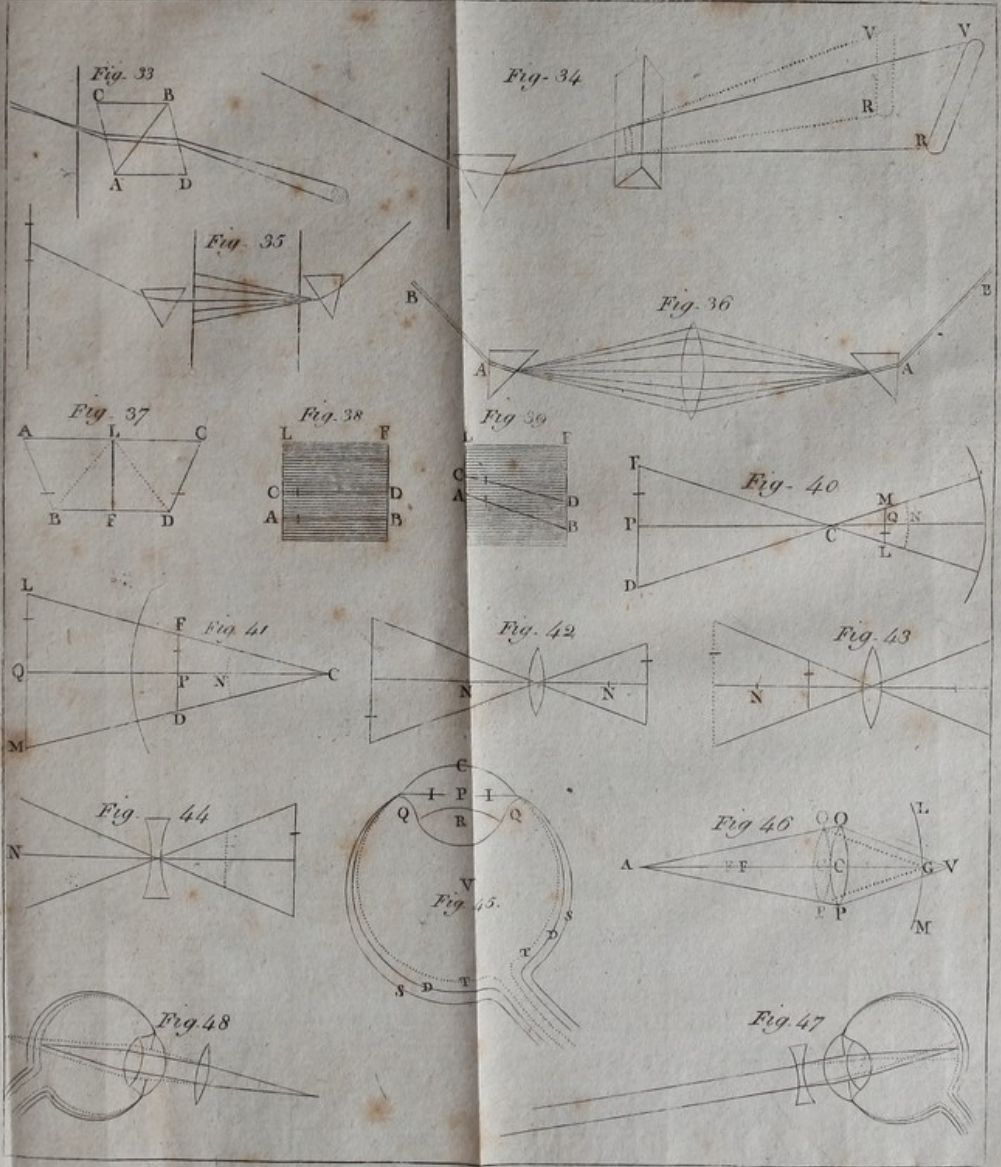 Fig. 33
C B
A D
Fig. 34
V V
R R
Fig. 35
Fig. 36
B B
A A
Fig. 37
A L C
B F D
Fig. 38
L F
C D
A B
Fig 39
L F
C D
A B
Fig. 40
F
P
D
C
M
Q N
L
Fig. 41
L
Q
M
F
P N
D
C
Fig. 42
N N
Fig. 43
N
Fig. 44
N
C
I P I
Q R Q
V
Fig. 45.
S D T T D S
Fig 46
A F F C C G V
O O
P P
L
M
Fig. 48
Fig. 47